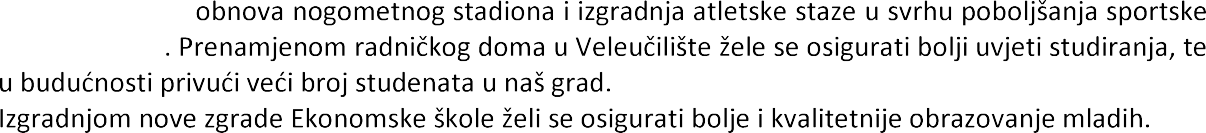 obnova nogometnog stadiona i izgradnja atletske staze u svrhu poboljšanja sportske
. Prenamjenom radničkog doma u Veleučilište žele se osigurati bolji uvjeti studiranja, te
u budućnosti privući veći broj studenata u naš grad.
Izgradnjom nove zgrade Ekonomske škole želi se osigurati bolje i kvalitetnije obrazovanje mladih.